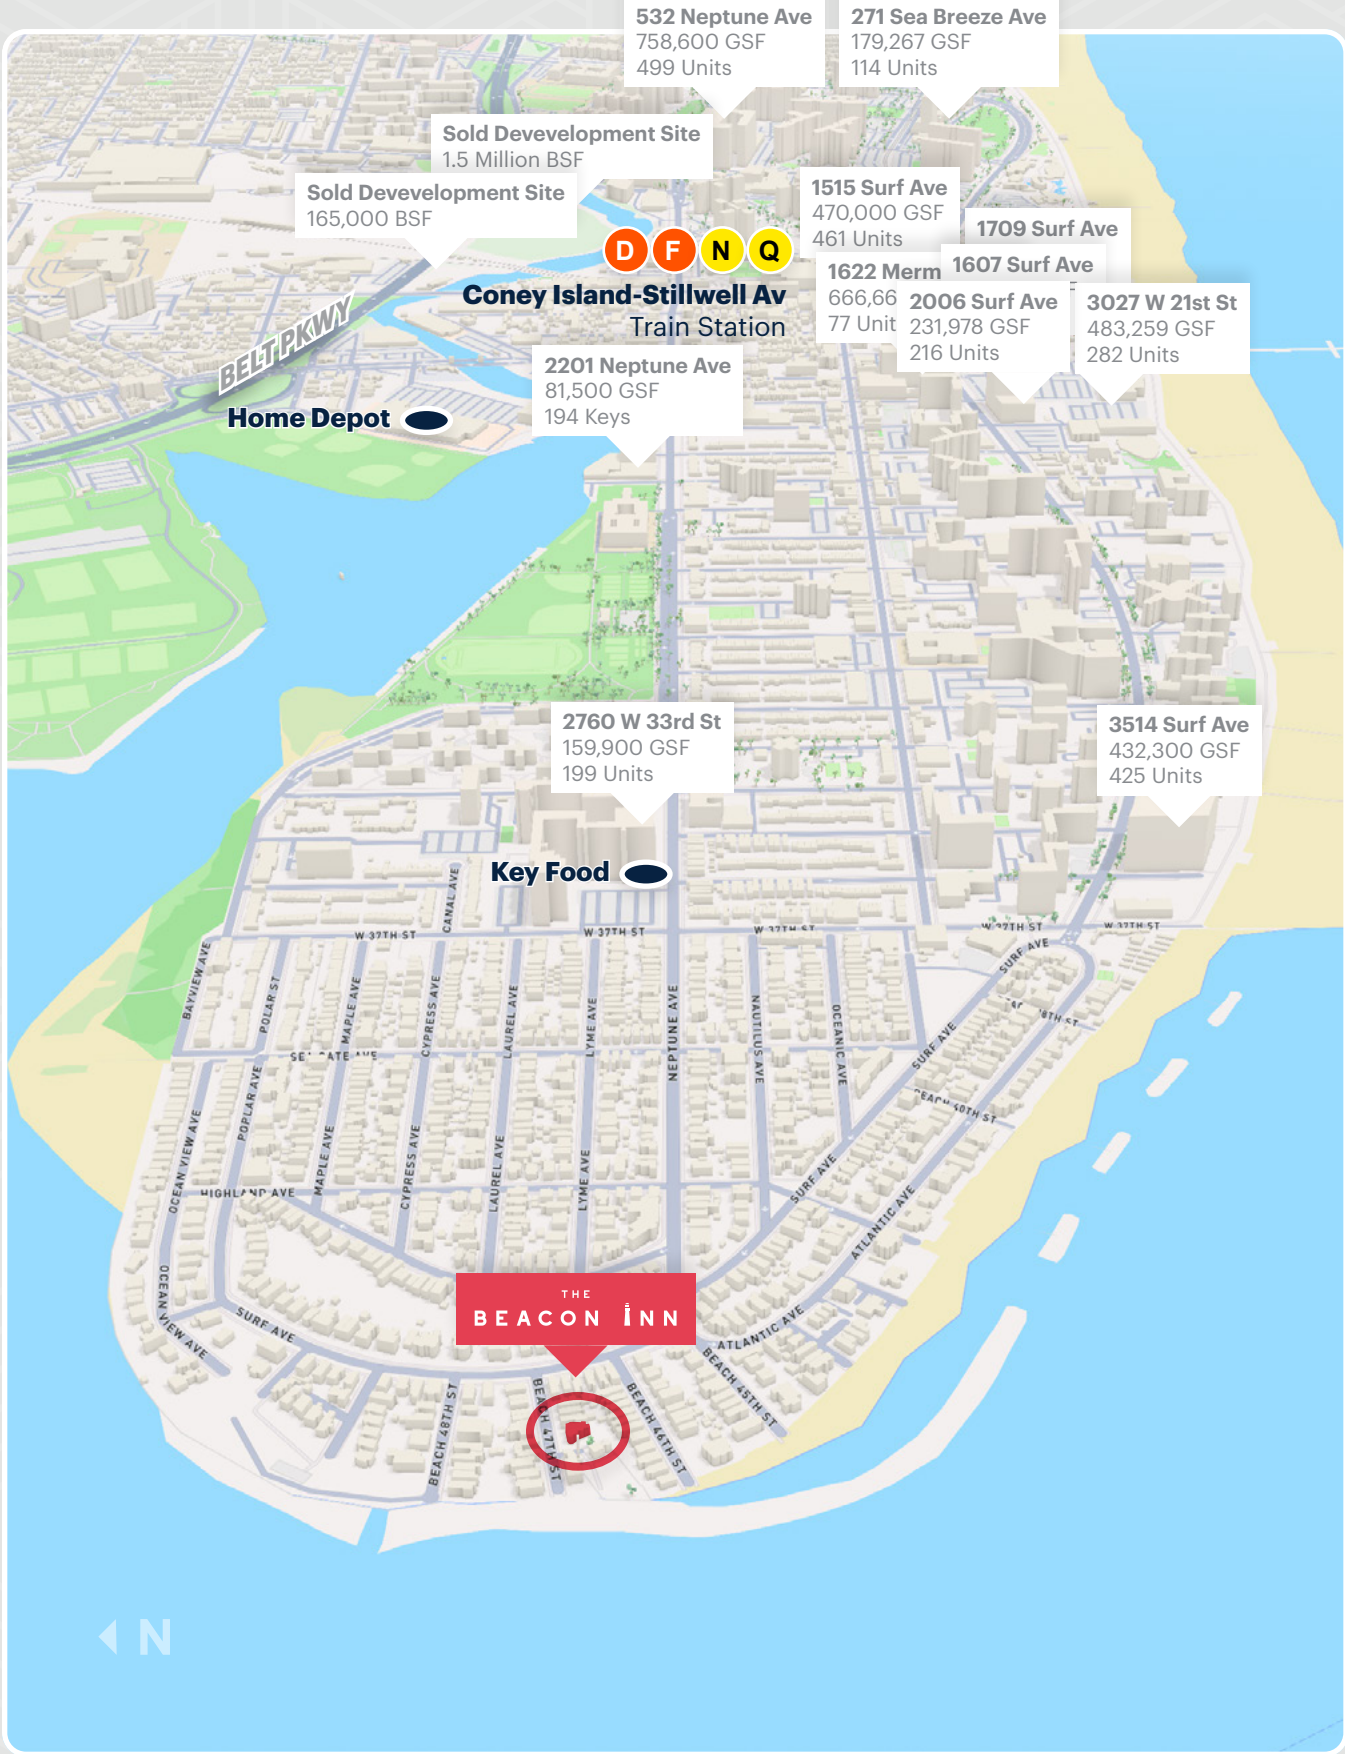 532 Neptune Ave
758,600 GSF
499 Units
271 Sea Breeze Ave
179,267 GSF
114 Units
Sold Devevelopment Site
1.5 Million BSF
Sold Devevelopment Site
165,000 BSF
1515 Surf Ave
470,000 GSF
461 Units
1709 Surf Ave
1607 Surf Ave
1622
77
2006 Surf Ave
231,978 GSF
216 Units
3027 W 21st St
483,259 GSF
282 Units
D F N Q
Coney Island-Stillwell Av
Train Station
BELT PKWY
2201 Neptune Ave
81,500 GSF
194 Keys
Home Depot
2760 W 33rd St
159,900 GSF
199 Units
3514 Surf Ave
432,300 GSF
425 Units
Key Food
CANAL AVE
W 37TH ST
W 37TH ST
W 37TH ST
W 37TH ST
W 37TH ST
SURF AVE
BAYVIEW AVE
POLAR ST
MAPLE AVE
CYPRESS AVE
LAUREL AVE
LYME AVE
NEPTUNE AVE
NAUTILUS AVE
OCEANIC AVE
SURF AVE
SEA GATE AVE
BEACH 40TH ST
OCEAN VIEW AVE
POPLAR AVE
MAPLE AVE
CYPRESS AVE
LAUREL AVE
LYME AVE
SURF AVE
ATLANTIC AVE
HIGHLAND AVE
THE
BEACON INN
OCEAN VIEW AVE
SURF AVE
ATLANTIC AVE
BEACH 48TH ST
BEACH 47TH ST
BEACH 46TH ST
BEACH 45TH ST
N